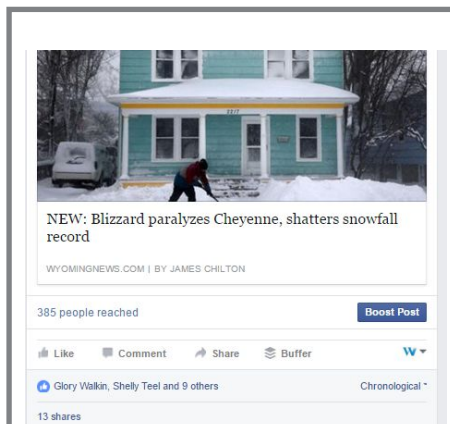 2217
NEW: Blizzard paralyzes Cheyenne, shatters snowfall
record
WYOMINGNEWS.COM | BY JAMES CHILTON
385 people reached
Boost Post
Like Comment Share Buffer W
Glory Walkin, Shelly Teel and 9 others Chronological
13 shares